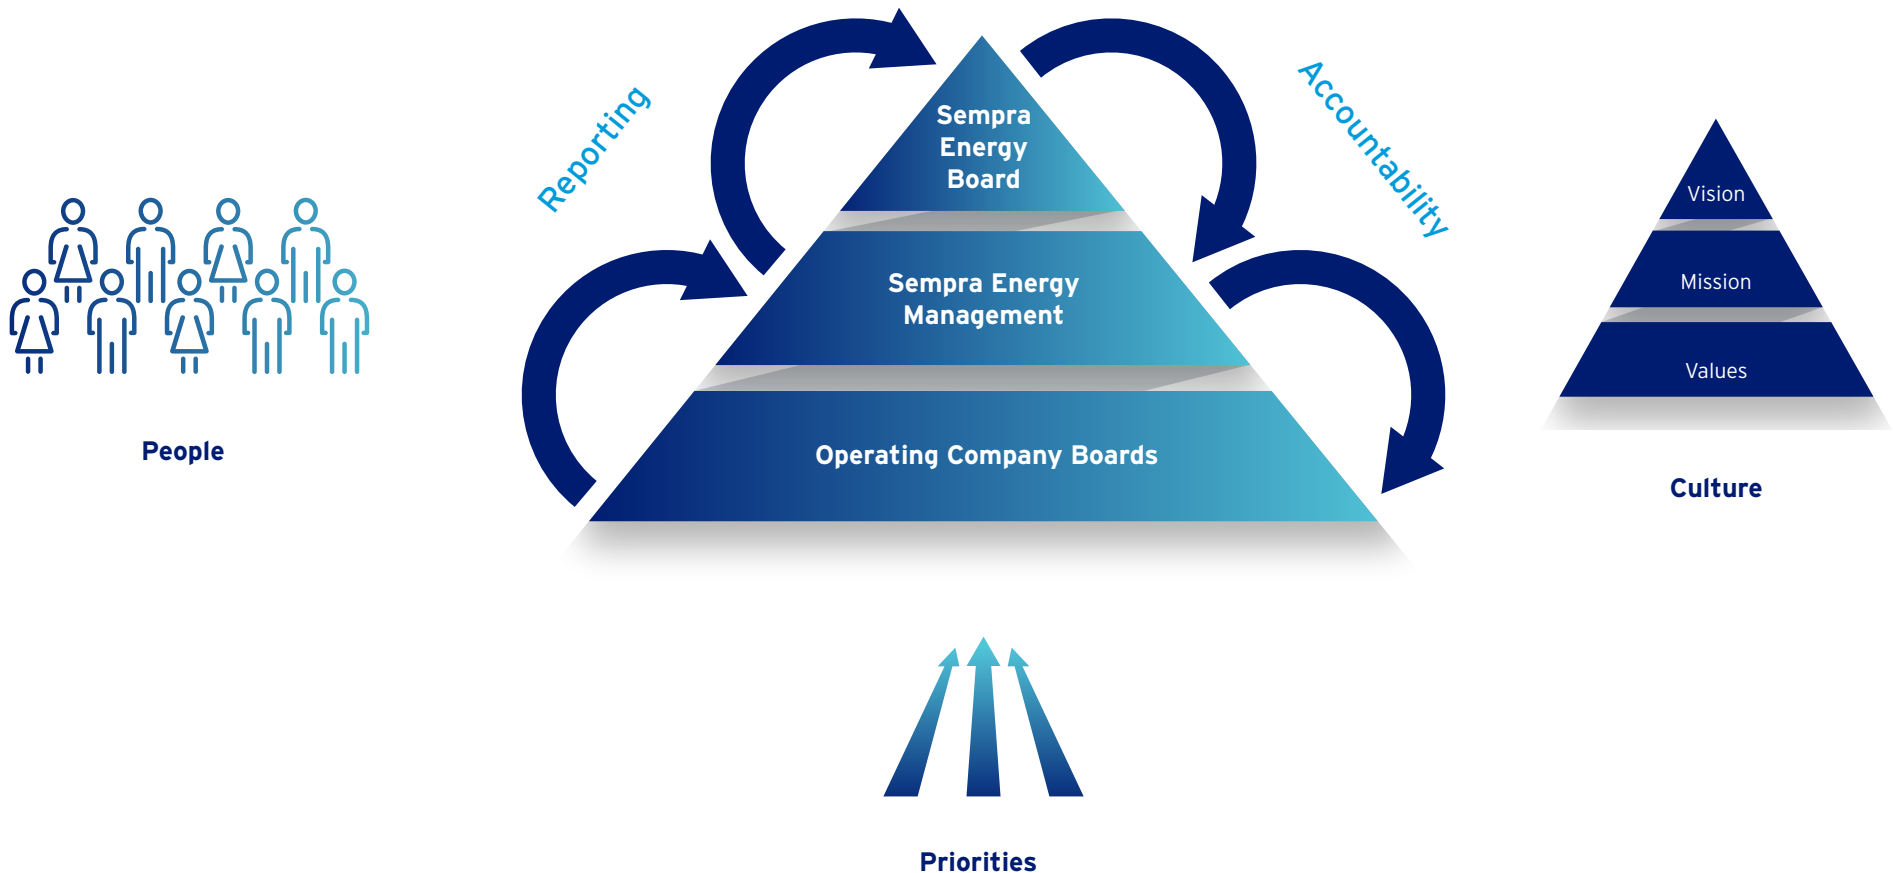 Reporting
Accountability
Sempra
Energy
Board
Sempra Energy
Management
Operating Company Boards
People
Vision
Mission
Values
Culture
Priorities